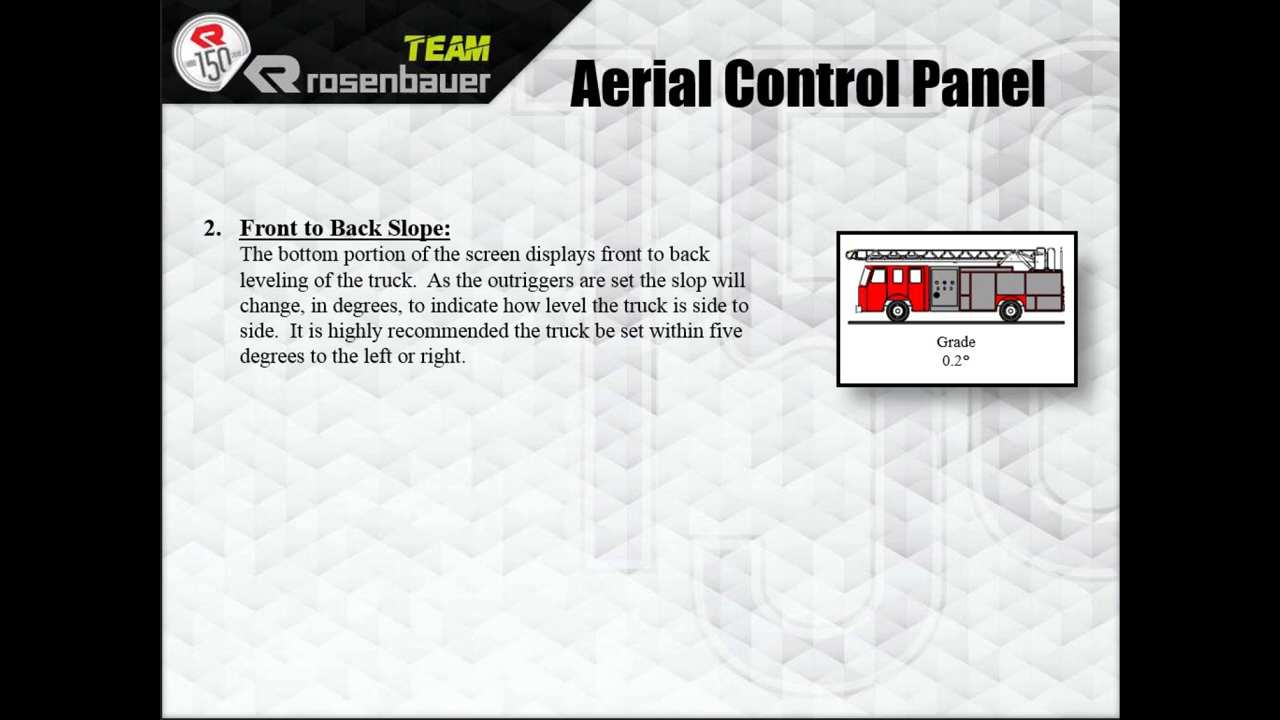 150
TEAM
rosenbauer
Aerial Control Panel
2. Front to Back Slope:
The bottom portion of the screen displays front to back
leveling of the truck.  As the outriggers are set the slop will
change, in degrees, to indicate how level the truck is side to
side.  It is highly recommended the truck be set within five
degrees to the left or right.
Grade
0.2°